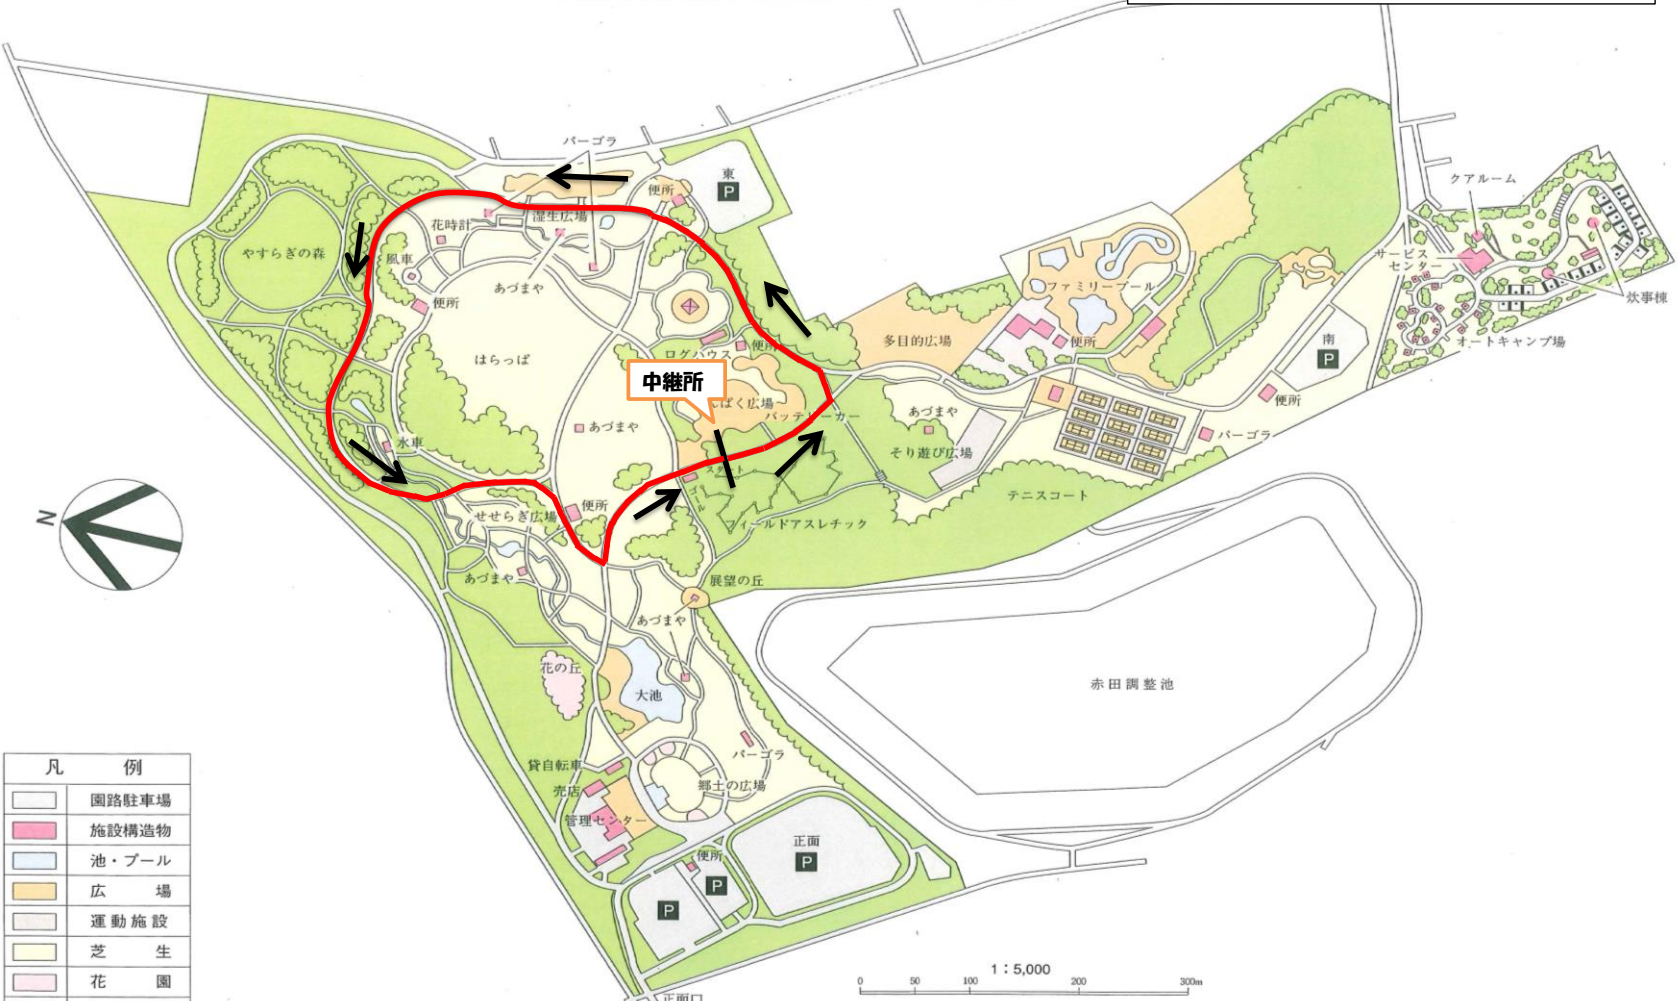 パーゴラ
東
P
便所
クアルーム
花時計
湿生広場
やすらぎの森
風車
サービス
センター
あづまや
ファミリープール
炊事棟
便所
多目的広場
便所
南
P
オートキャンプ場
はらっぱ
ログハウス
便所
中継所
ぱく広場
バッテリーカー
あづまや
便所
あづまや
パーゴラ
水車
そり遊び広場
スタート
テニスコート
ゴール
便所
せせらぎ広場
フィールドアスレチック
N
あづまや
展望の丘
あづまや
花の丘
大池
赤田調整池
パーゴラ
貸自転車
売店
郷土の広場
管理センター
正面
P
便所
P
P
正面口
凡 例
園路駐車場
施設構造物
池・プール
広 場
運動施設
芝 生
花 園
1:5,000
0 50 100 200 300m